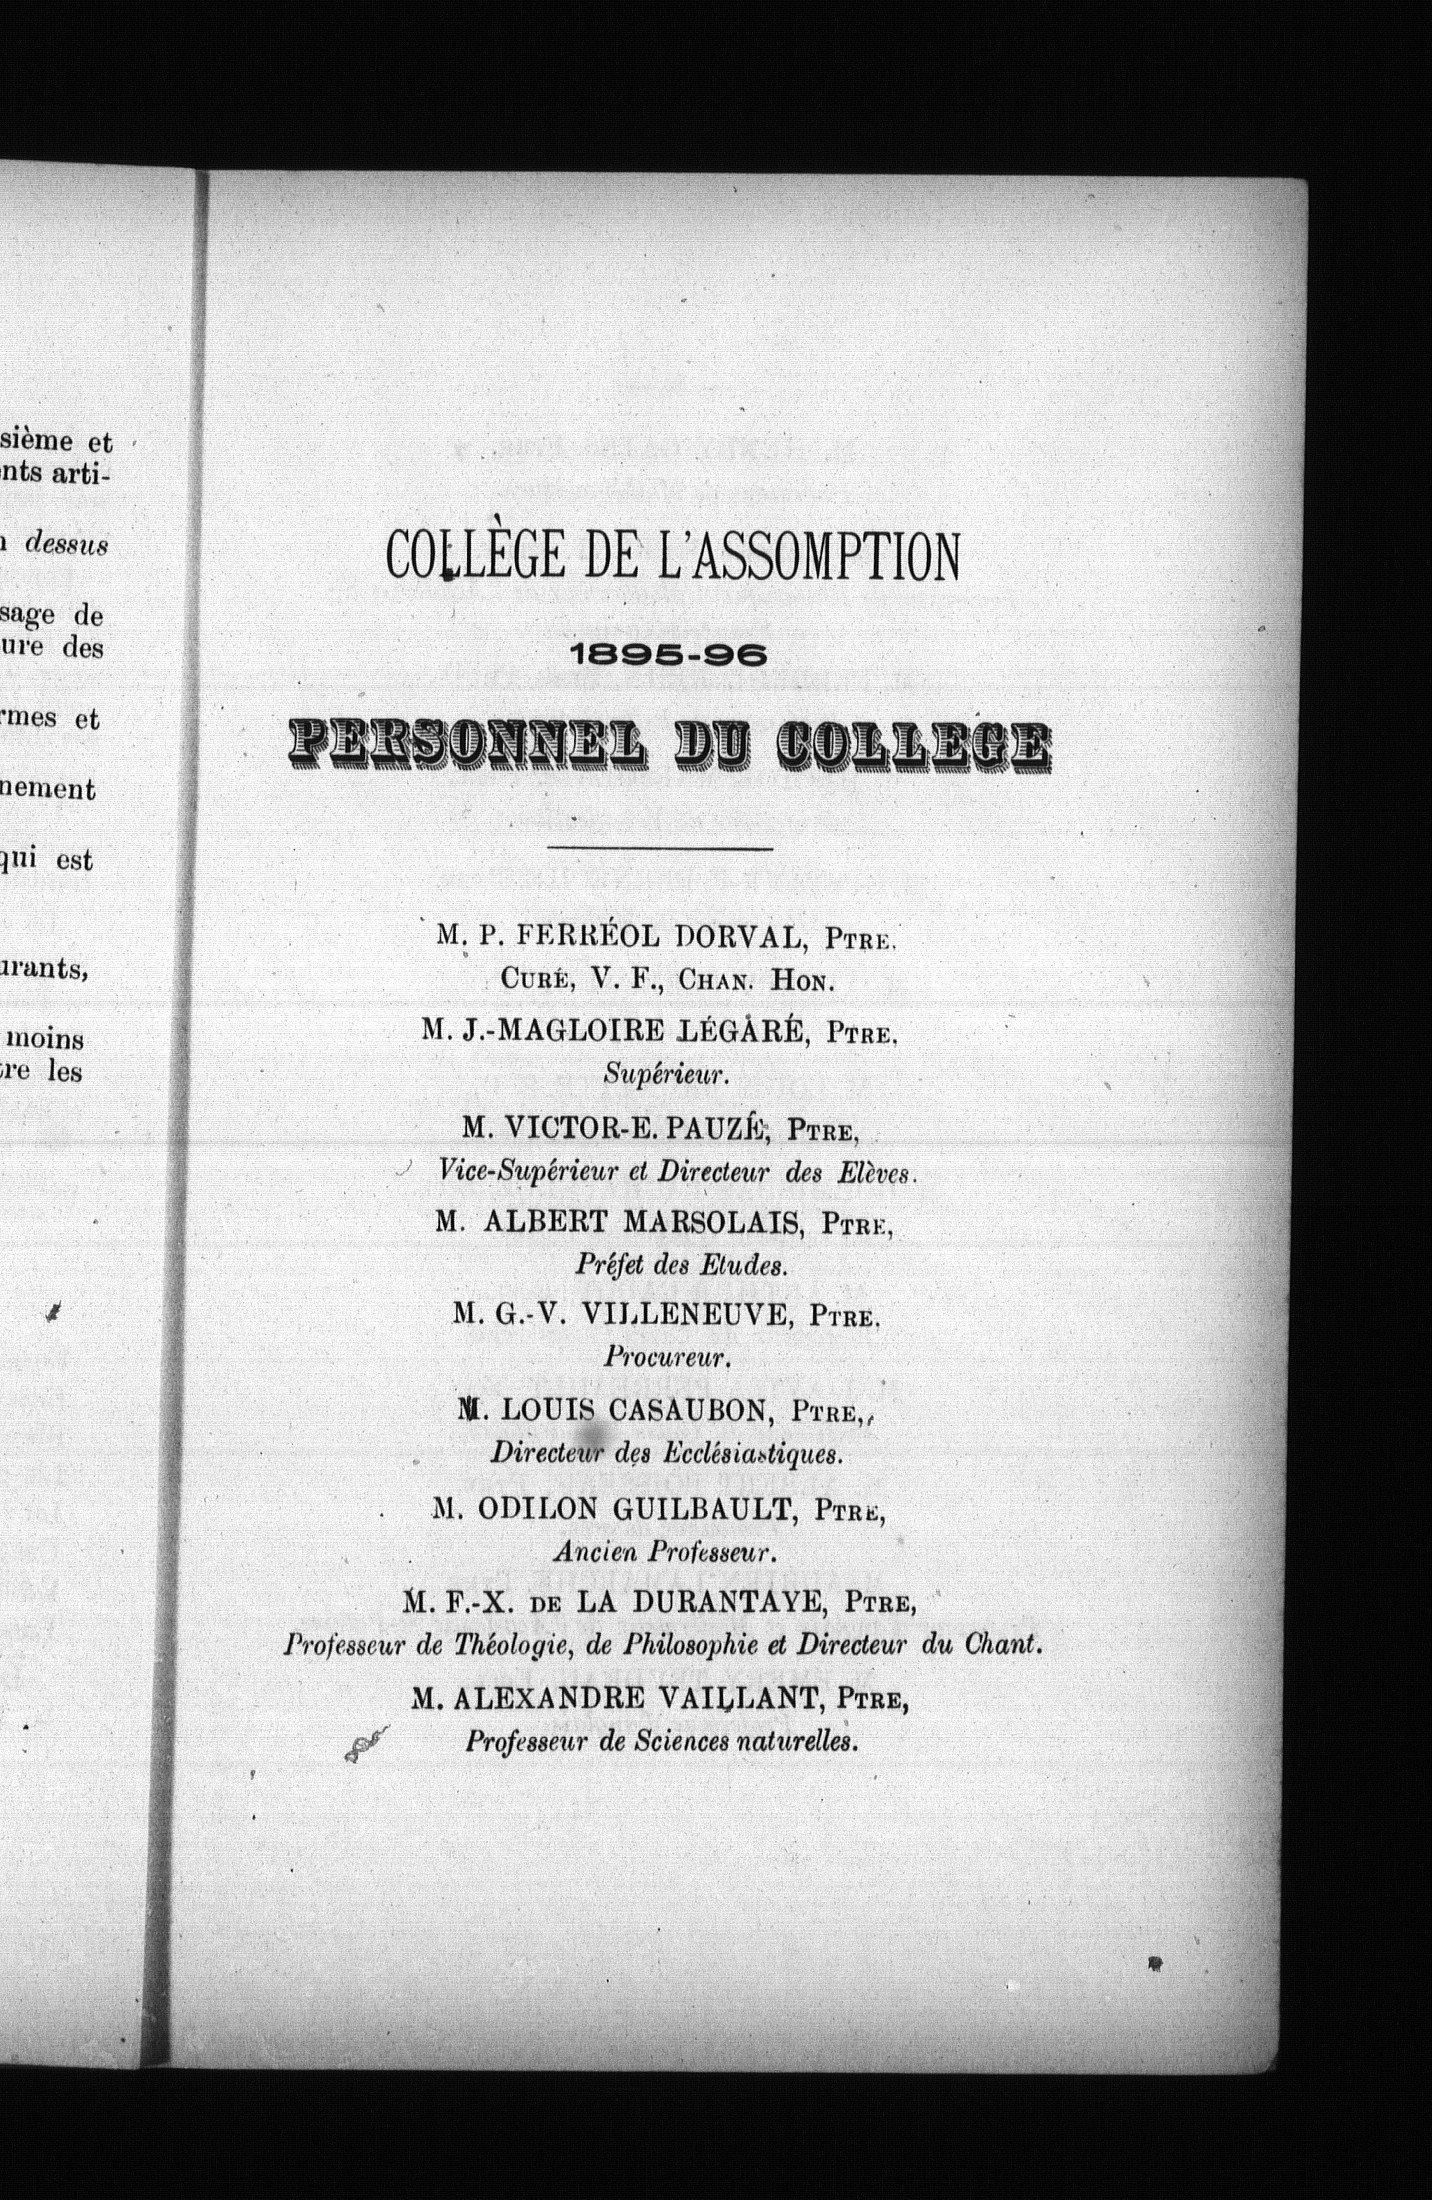 sième et
nts arti-
dessus
sage de
ure des
rmes et
nement
qui est
urants,
moins
re les
COLLÈGE DE L'ASSOMPTION
1895-96
PERSONNEL DU COLLEGE
M. P. FERRÉOL DORVAL, PTRE.
CURÉ, V. F., CHAN. HON.
M. J.-MAGLOIRE LÉGARÉ, PTRE.
Supérieur.
M. VICTOR-E. PAUZÉ, PTRE,
Vice-Supérieur et Directeur des Elèves.
M. ALBERT MARSOLAIS, PTRE,
Préfet des Etudes.
M. G.-V. VILLENEUVE, PTRE.
Procureur.
M. LOUIS CASAUBON, PTRE,
Directeur des Ecclésiastiques.
M. ODILON GUILBAULT, PTRE,
Ancien Professeur.
M. F.-X. DE LA DURANTAYE, PTRE,
Professeur de Théologie, de Philosophie et Directeur du Chant.
M. ALEXANDRE VAILLANT, PTRE,
Professeur de Sciences naturelles.